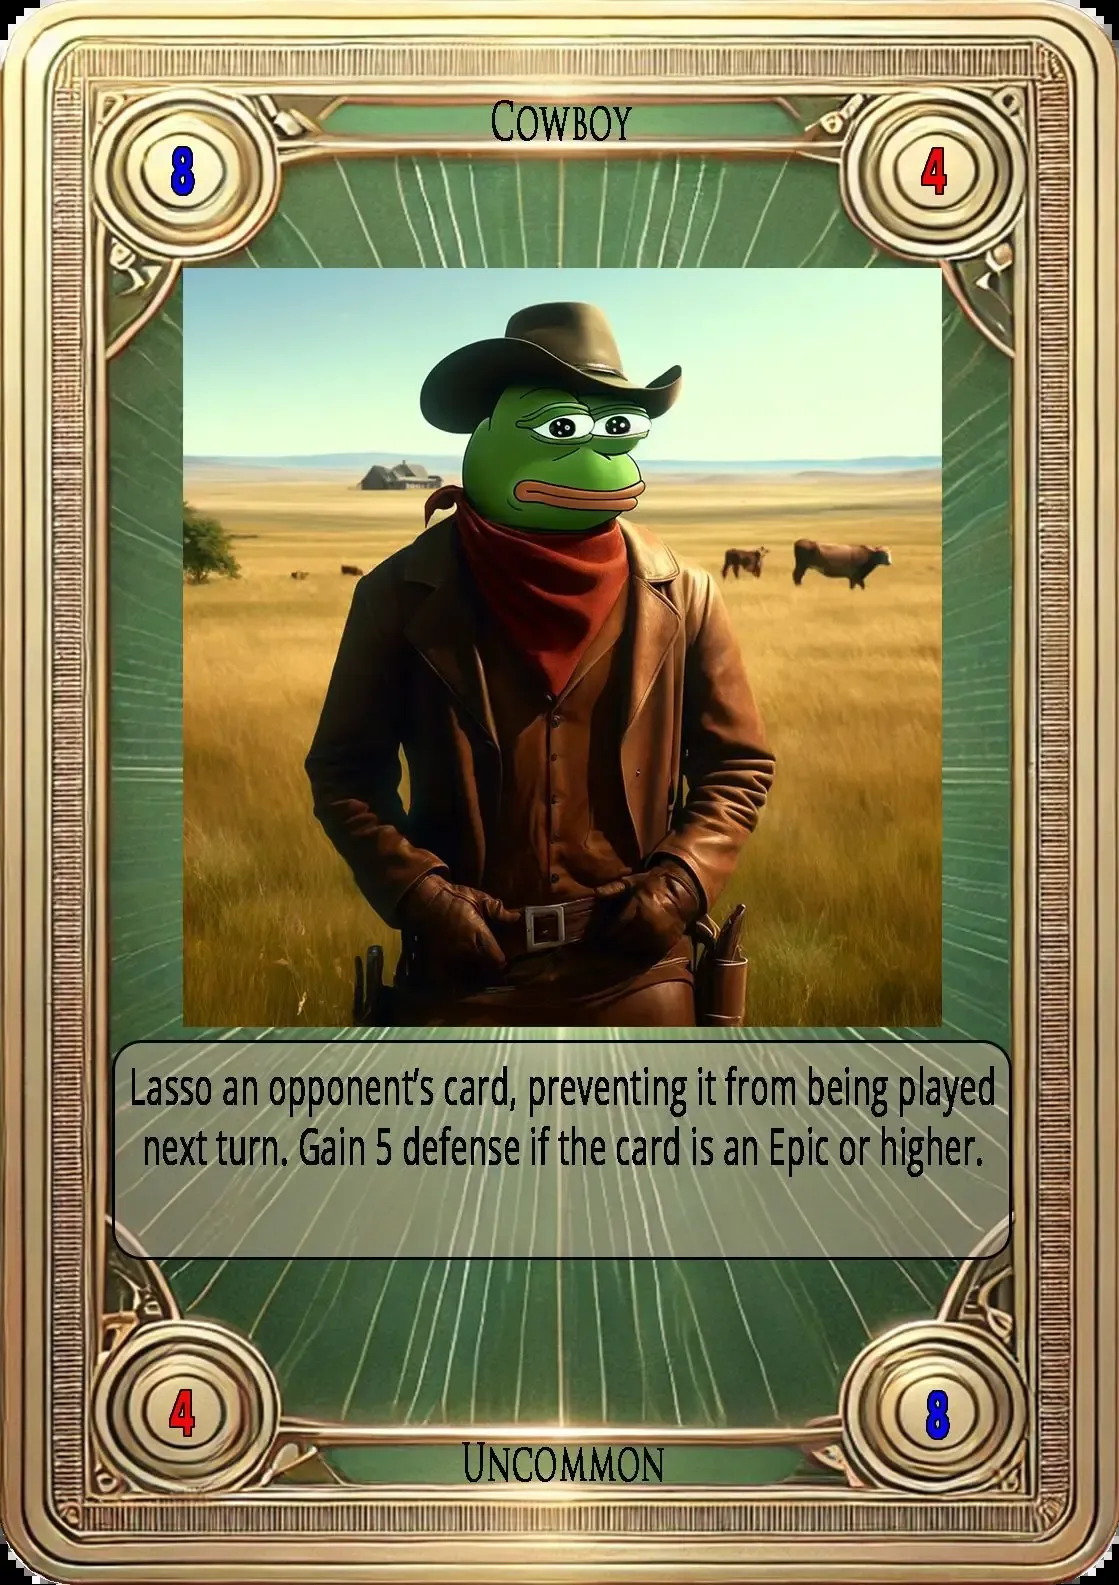 Cowboy
8
4
Lasso an opponent’s card, preventing it from being played
next turn. Gain 5 defense if the card is an Epic or higher.
4
8
Uncommon